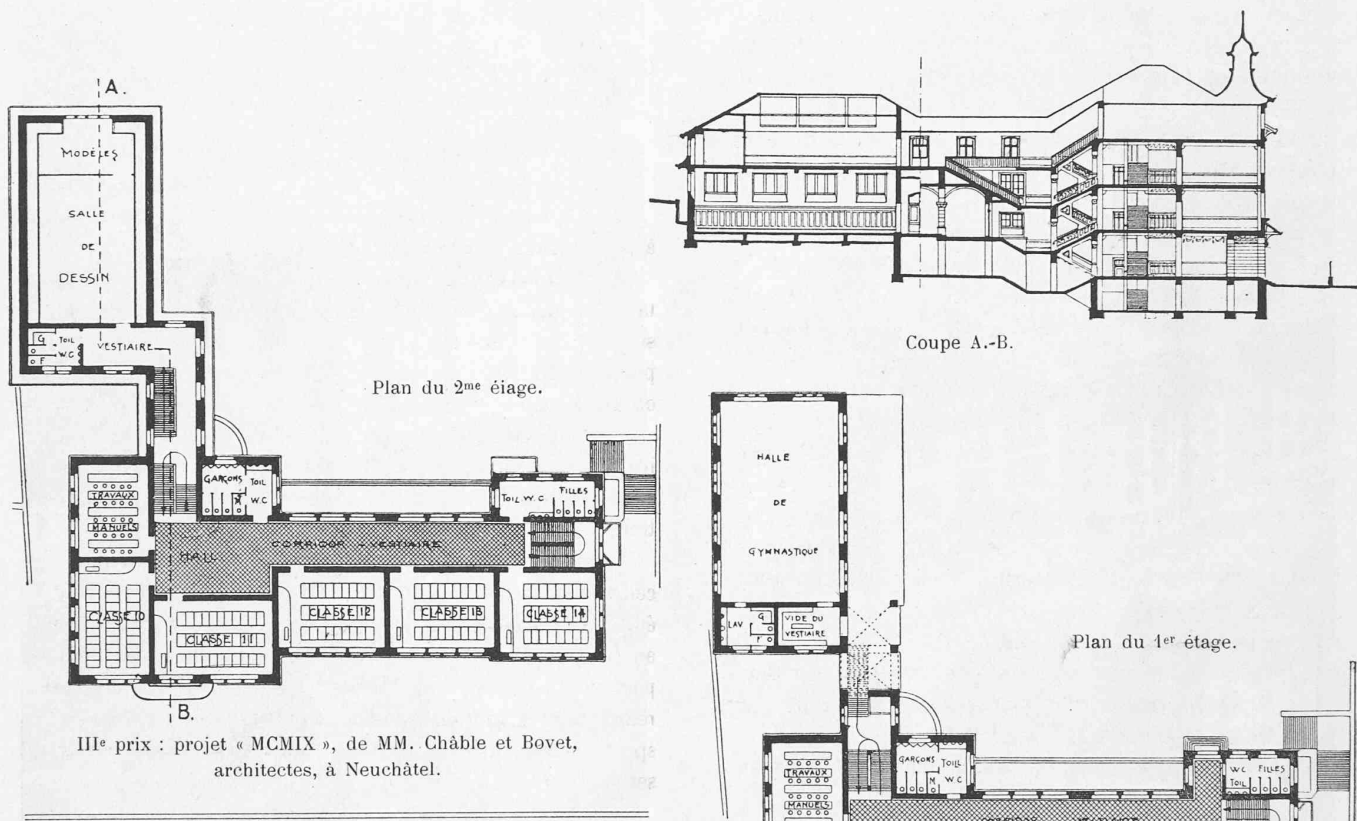 A.
MODÈLES
SALLE
DE
DESSIN
G
TOIL
W.C
F
VESTIAIRE
Plan du 2me éiage.
GARÇONS
TOIL
W.C
TOIL W.C
FILLES
TRAVAUX
MANUELS
HALL
CORRIDOR - VESTIAIRE
CLASSE 10
CLASSE 11
CLASSE 12
CLASSE 13
CLASSE 14
B.
IIIe prix : projet « MCMIX », de MM. Châble et Bovet,
architectes, à Neuchâtel.
Coupe A.-B.
HALLE
DE
GYMNASTIQUE
LAV
G
F
VIDE DU
VESTIAIRE
Plan du 1er étage.
GARÇONS
TOIL
M
W.C
W.C
FILLES
TOIL
TRAVAUX
MANUELS
CORRIDOR VESTIAIRE